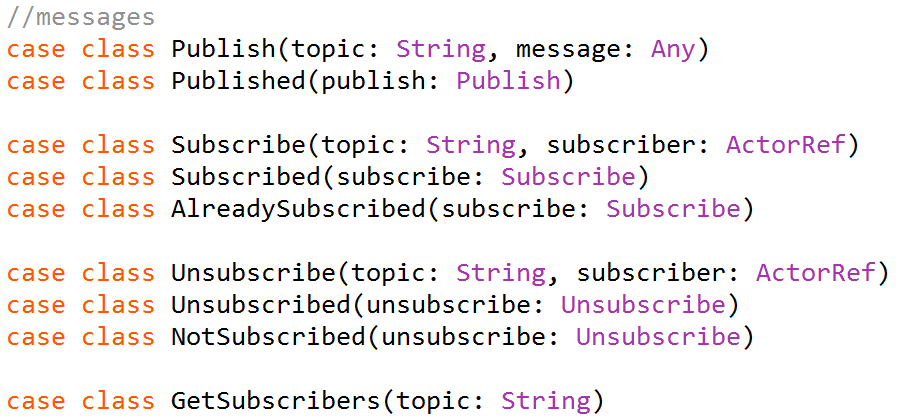 //messages
case class Publish(topic: String, message: Any)
case class Published(publish: Publish)
case class Subscribe(topic: String, subscriber: ActorRef)
case class Subscribed(subscribe: Subscribe)
case class AlreadySubscribed(subscribe: Subscribe)
case class Unsubscribe(topic: String, subscriber: ActorRef)
case class Unsubscribed(unsubscribe: Unsubscribe)
case class NotSubscribed(unsubscribe: Unsubscribe)
case class GetSubscribers(topic: String)